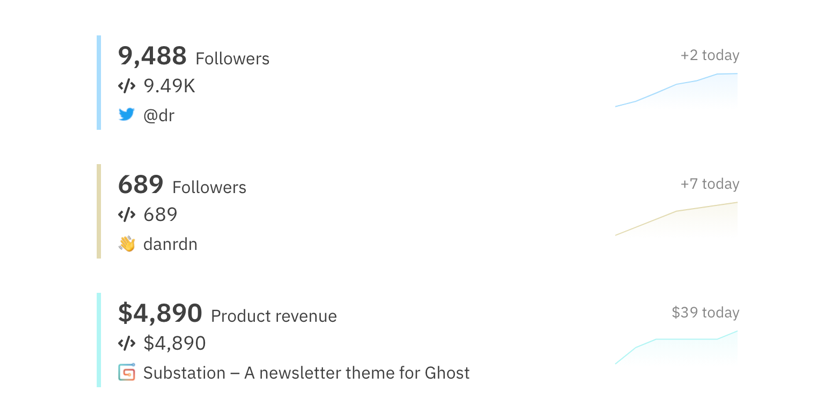 9,488 Followers
+2 today
9.49K
@dr
689 Followers
+7 today
689
danrdn
$4,890 Product revenue
$39 today
$4,890
Substation – A newsletter theme for Ghost